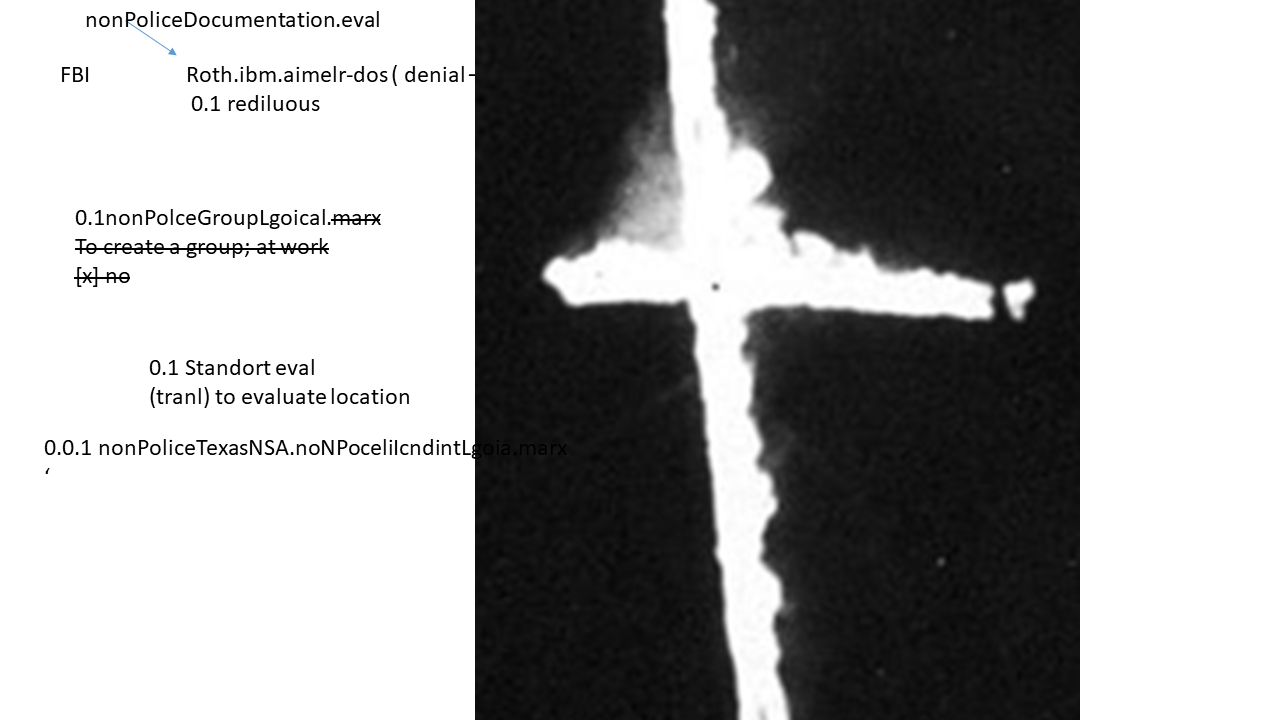 nonPoliceDocumentation.eval
FBI Roth.ibm.aimelr-dos ( denial-
0.1 rediluous
0.1nonPolceGroupLgoical.marx
To create a group; at work
[x] no
0.1 Standort eval
(tranl) to evaluate location
0.0.1 nonPoliceTexasNSA.noNPoceliIcndintLgoia.marx
‘